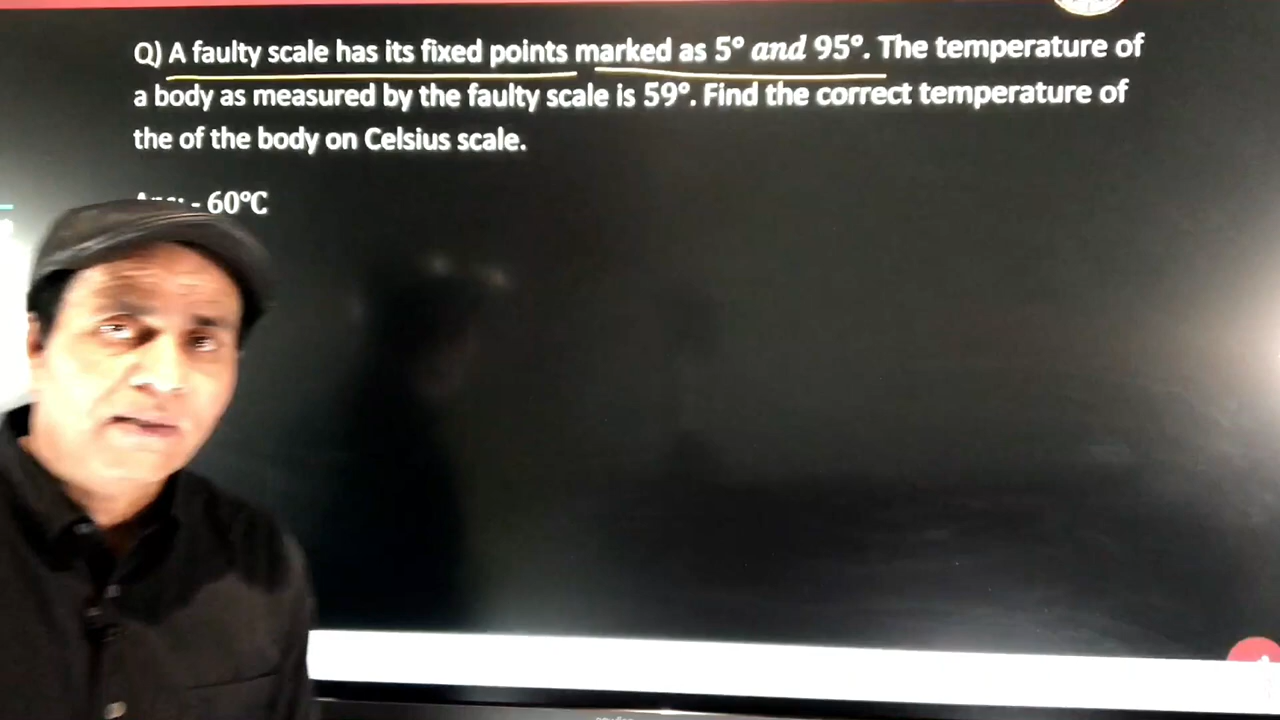 Q) A faulty scale has its fixed points marked as 5° and 95°. The temperature of
a body as measured by the faulty scale is 59°. Find the correct temperature of
the of the body on Celsius scale.
- 60°C